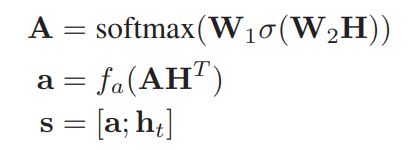 A = softmax(W₁σ(W₂H))
a = fₐ(AHᵀ)
s = [a; hₜ]